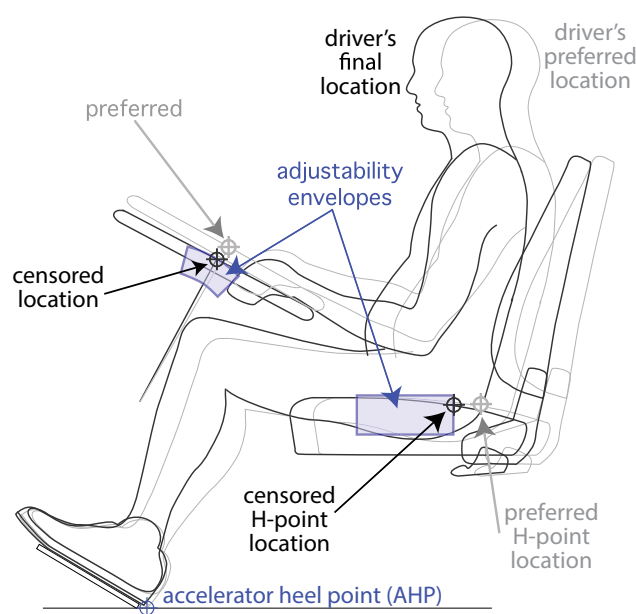 driver's
final
location
driver's
preferred
location
preferred
adjustability
envelopes
censored
location
censored
H-point
location
preferred
H-point
location
accelerator heel point (AHP)